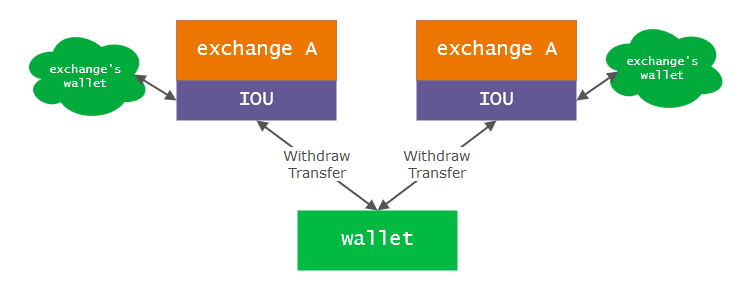 exchange's
wallet
exchange A
IOU
exchange A
IOU
exchange's
wallet
Withdraw
Transfer
Withdraw
Transfer
wallet